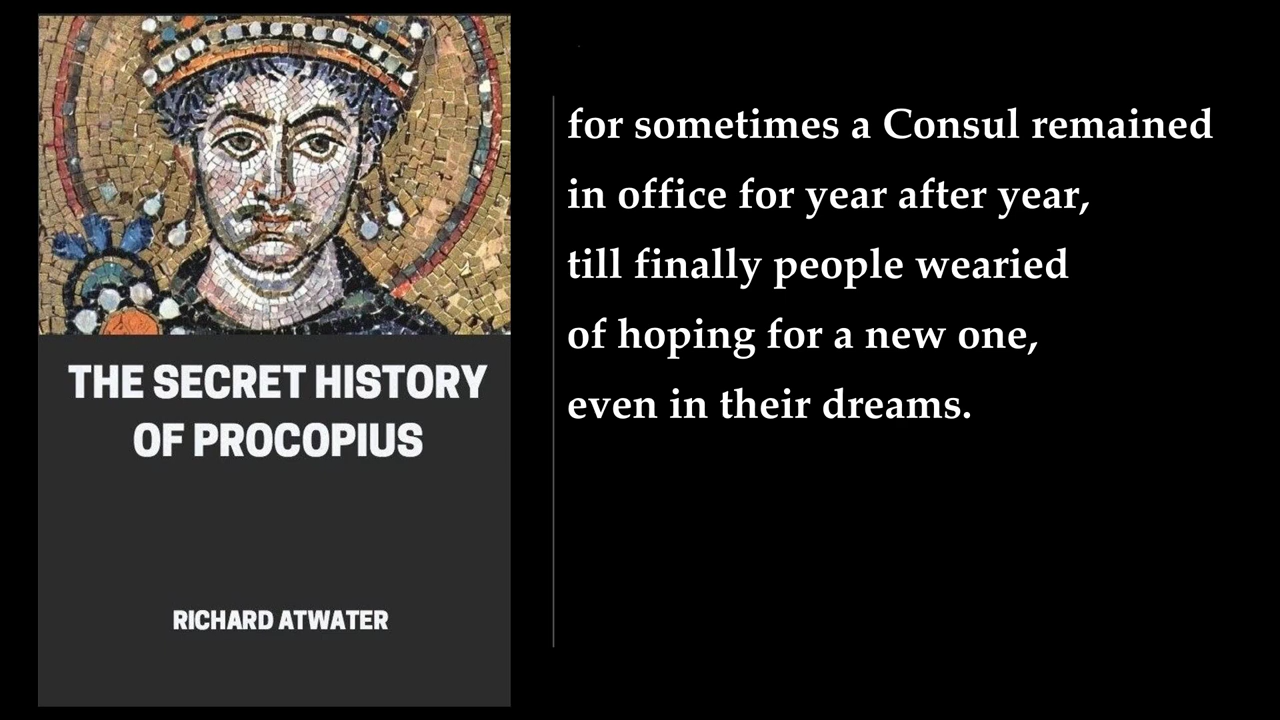 THE SECRET HISTORY
OF PROCOPIUS
RICHARD ATWATER
for sometimes a Consul remained
in office for year after year,
till finally people wearied
of hoping for a new one,
even in their dreams.